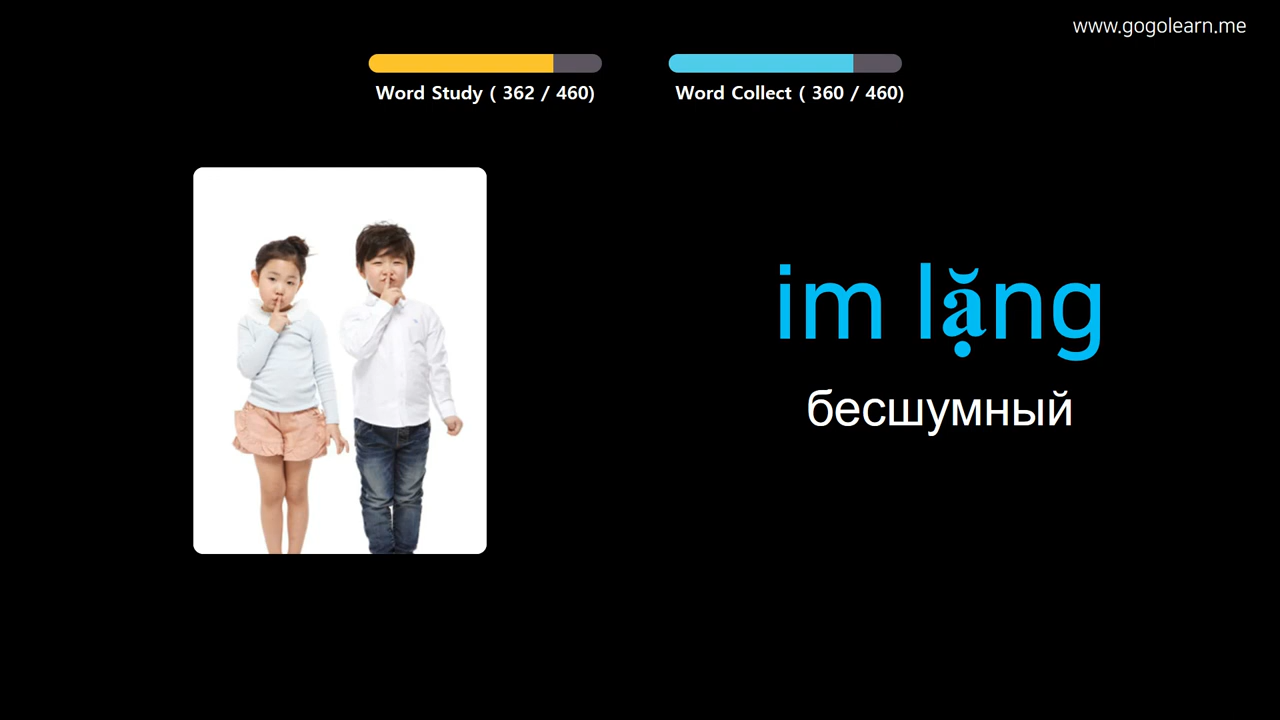 www.gogolearn.me
Word Study ( 362 / 460)
Word Collect ( 360 / 460)
im lặng
бесшумный